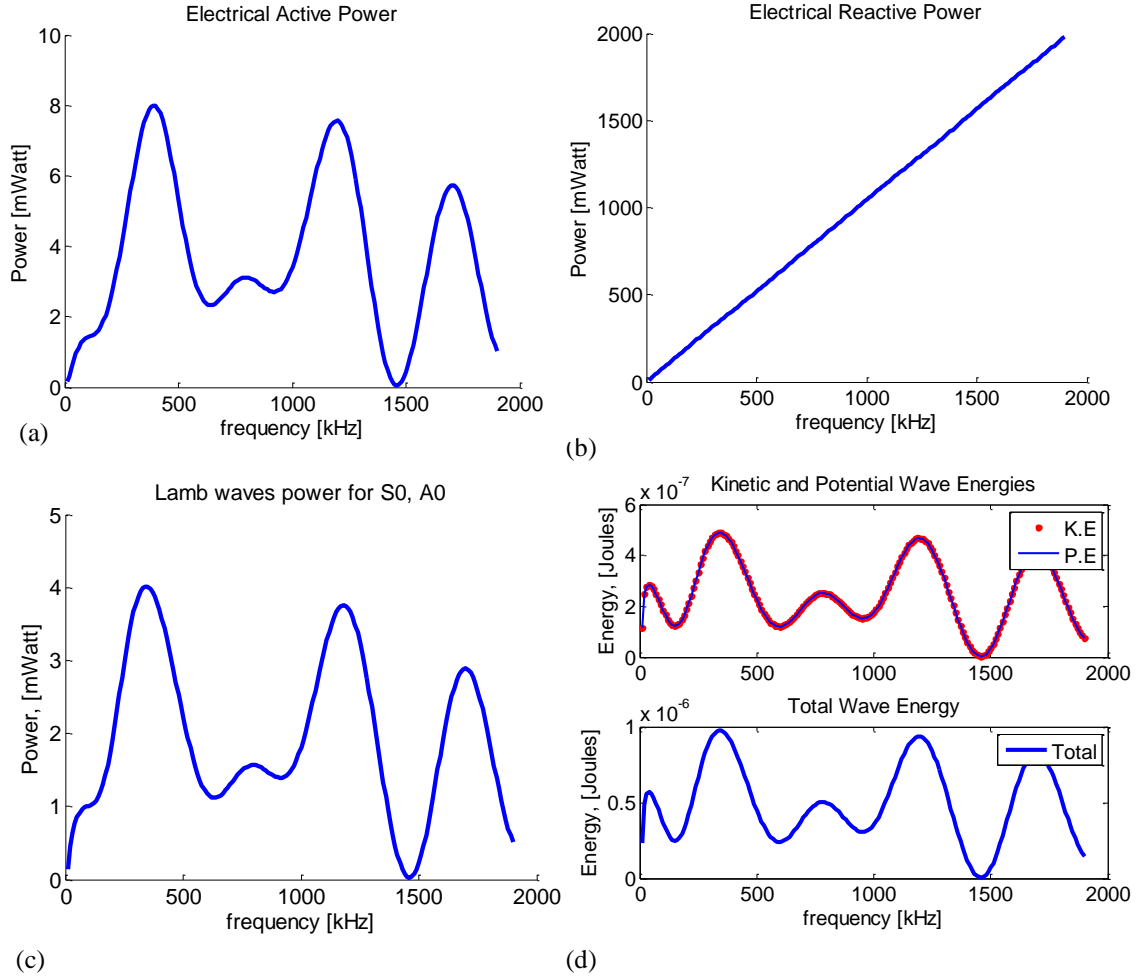 Electrical Active Power
10
8
6
4
2
0
Power [mWatt]
0 500 1000 1500 2000
frequency [kHz]
(a)
Electrical Reactive Power
2000
1500
1000
500
0
Power [mWatt]
0 500 1000 1500 2000
frequency [kHz]
(b)
Lamb waves power for S0, A0
5
4
3
2
1
0
Power, [mWatt]
0 500 1000 1500 2000
frequency [kHz]
(c)
x 10-7
Kinetic and Potential Wave Energies
6
4
2
0
Energy, [Joules]
K.E
P.E
0 500 1000 1500 2000
x 10-6
Total Wave Energy
1
0.5
0
Energy, [Joules]
Total
0 500 1000 1500 2000
frequency [kHz]
(d)